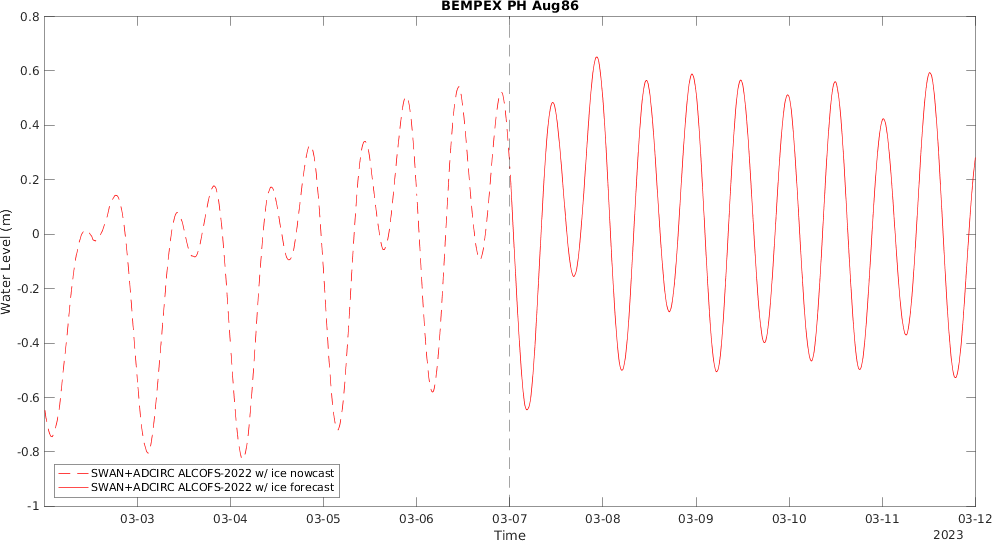 BEMPEX PH Aug86
0.8
0.6
0.4
0.2
0
-0.2
-0.4
-0.6
-0.8
-1
Water Level (m)
SWAN+ADCIRC ALCOFS-2022 w/ ice nowcast
SWAN+ADCIRC ALCOFS-2022 w/ ice forecast
03-03 03-04 03-05 03-06 03-07 03-08 03-09 03-10 03-11 03-12
Time
2023